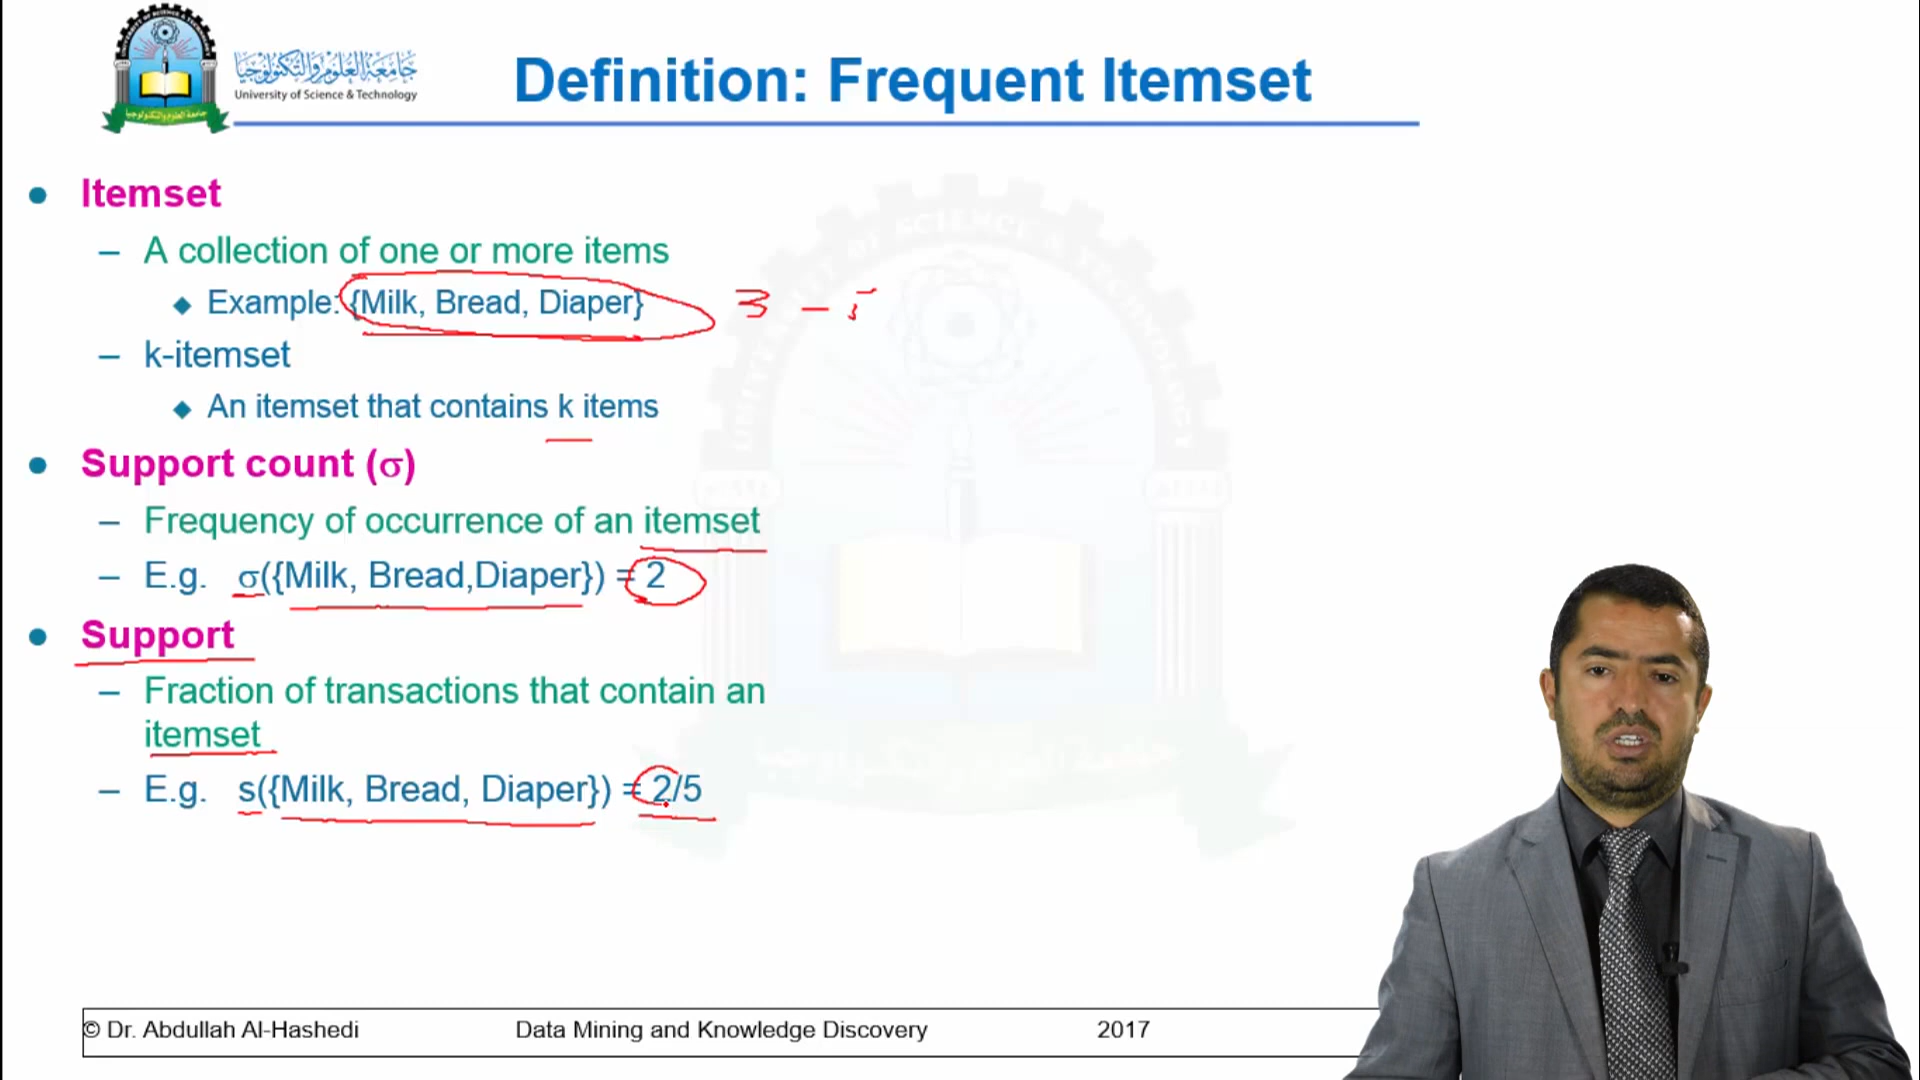 جامعة العلوم والتكنولوجيا
University of Science & Technology
Definition: Frequent Itemset
● Itemset
– A collection of one or more items
◆ Example: {Milk, Bread, Diaper} 3 –
– k-itemset
◆ An itemset that contains k items
● Support count (σ)
– Frequency of occurrence of an itemset
– E.g. σ({Milk, Bread,Diaper}) = 2
● Support
– Fraction of transactions that contain an
itemset
– E.g. s({Milk, Bread, Diaper}) = 2/5
© Dr. Abdullah Al-Hashedi Data Mining and Knowledge Discovery 2017